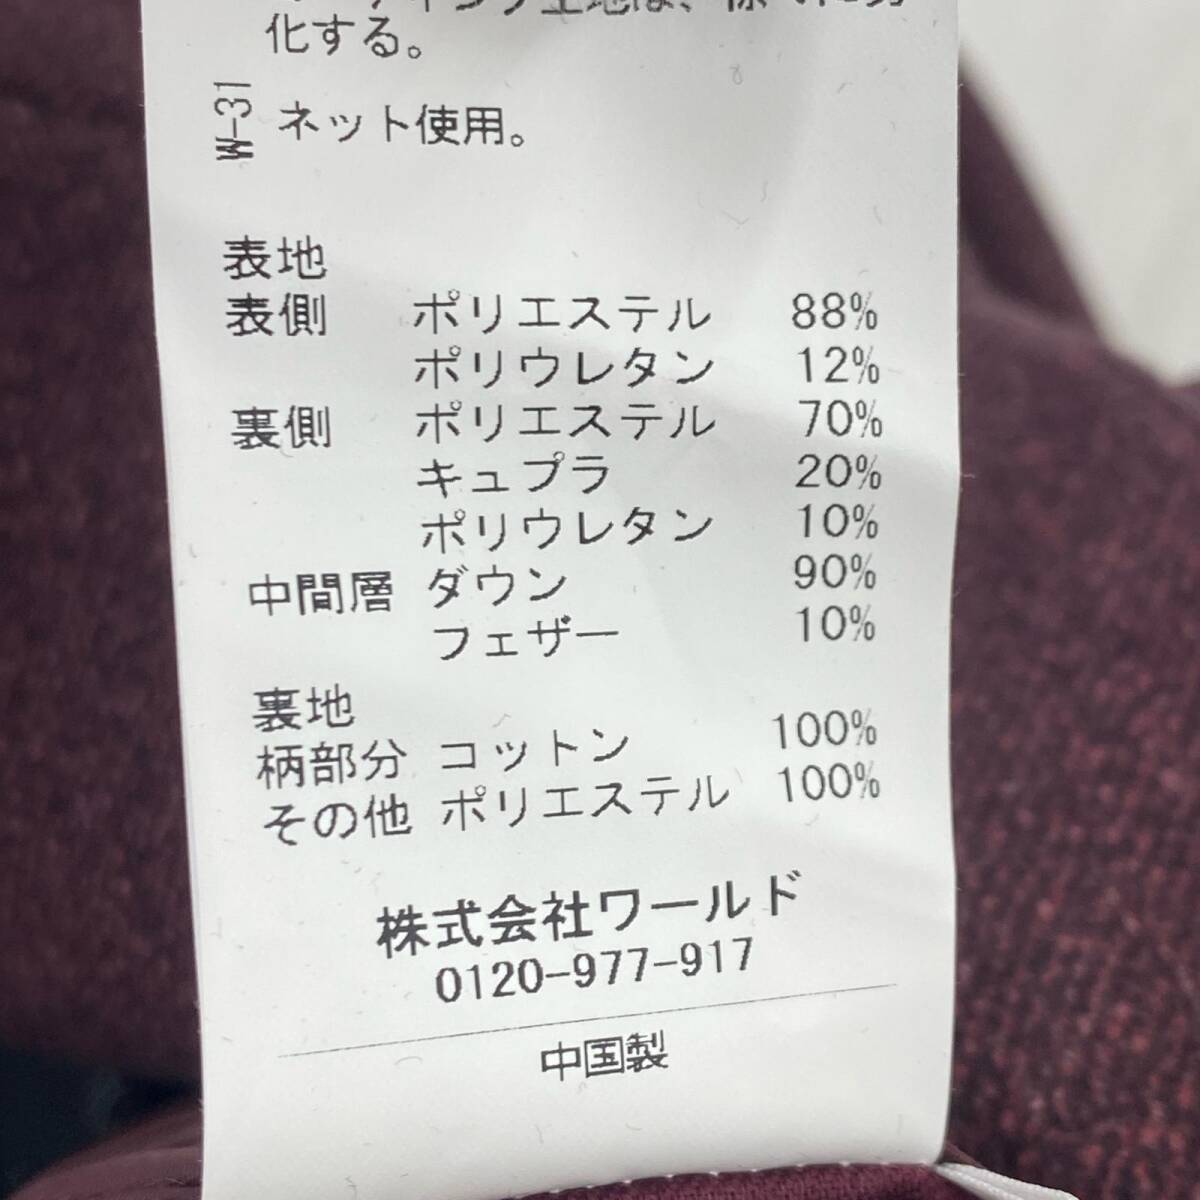 化する。
W-31
ネット使用。
表地
表側 ポリエステル 88%
ポリウレタン 12%
裏側 ポリエステル 70%
キュプラ 20%
ポリウレタン 10%
中間層 ダウン 90%
フェザー 10%
裏地
柄部分 コットン 100%
その他 ポリエステル 100%
株式会社ワールド
0120-977-917
中国製